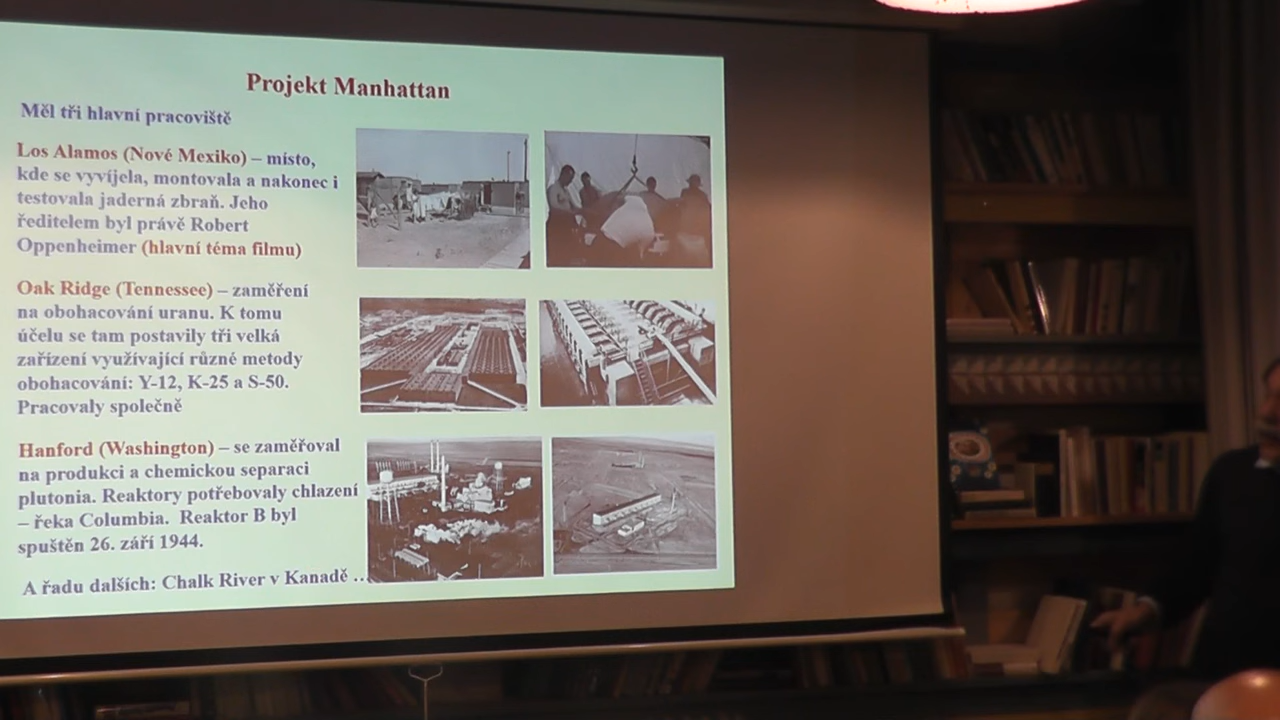 Projekt Manhattan
Měl tři hlavní pracoviště
Los Alamos (Nové Mexiko) – místo,
kde se vyvíjela, montovala a nakonec i
testovala jaderná zbraň. Jeho
ředitelem byl právě Robert
Oppenheimer (hlavní téma filmu)
Oak Ridge (Tennessee) – zaměření
na obohacování uranu. K tomu
účelu se tam postavily tři velká
zařízení využívající různé metody
obohacování: Y-12, K-25 a S-50.
Pracovaly společně
Hanford (Washington) – se zaměřoval
na produkci a chemickou separaci
plutonia. Reaktory potřebovaly chlazení
– řeka Columbia. Reaktor B byl
spuštěn 26. září 1944.
A řadu dalších: Chalk River v Kanadě …